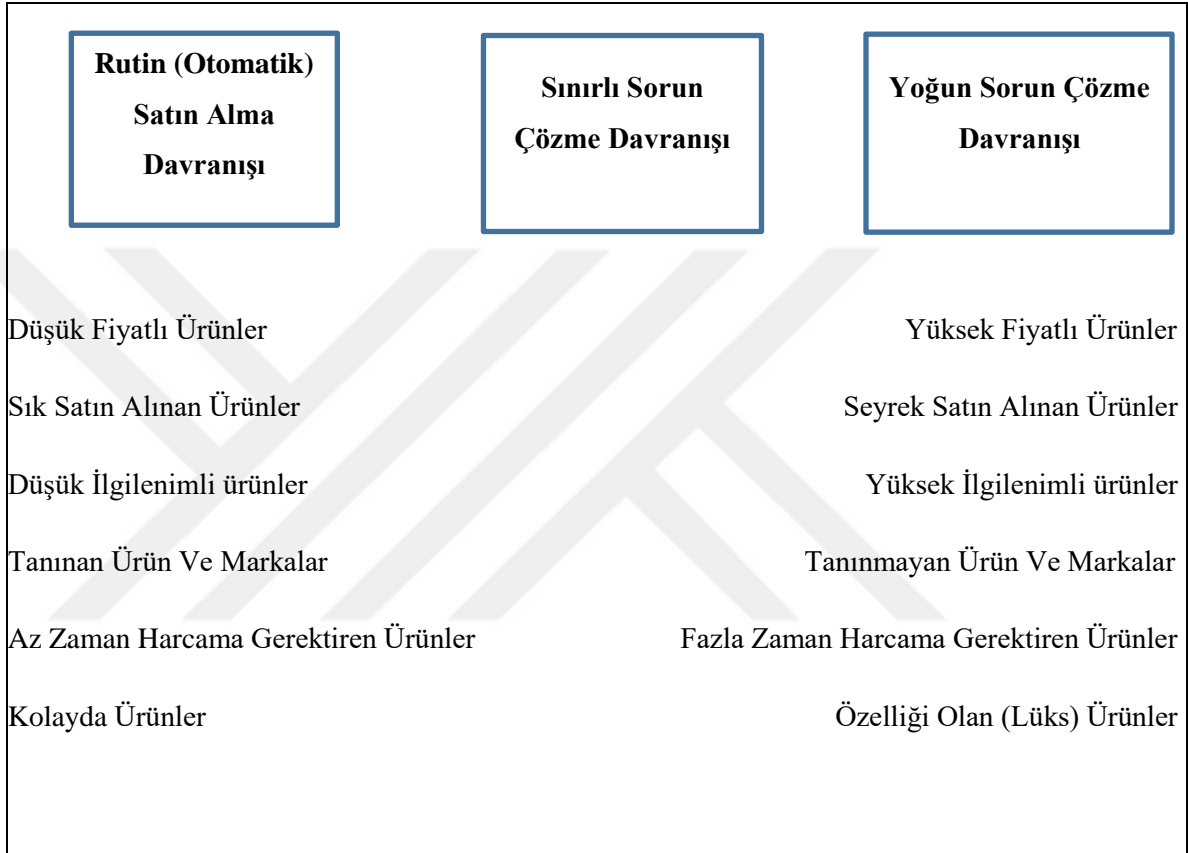 Rutin (Otomatik)
Satın Alma
Davranışı
Sınırlı Sorun
Çözme Davranışı
Yoğun Sorun Çözme
Davranışı
Düşük Fiyatlı Ürünler Yüksek Fiyatlı Ürünler
Sık Satın Alınan Ürünler Seyrek Satın Alınan Ürünler
Düşük İlgilenimli ürünler Yüksek İlgilenimli ürünler
Tanınan Ürün Ve Markalar Tanınmayan Ürün Ve Markalar
Az Zaman Harcama Gerektiren Ürünler Fazla Zaman Harcama Gerektiren Ürünler
Kolayda Ürünler Özelliği Olan (Lüks) Ürünler